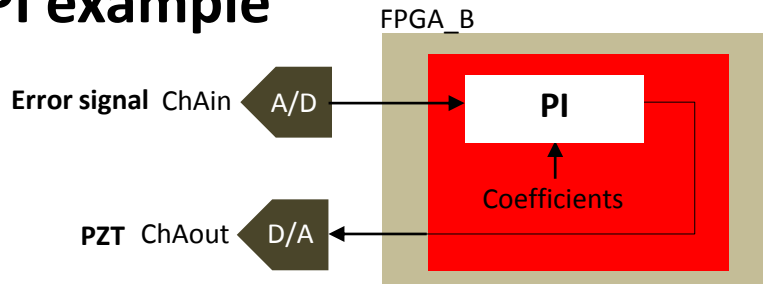 PI example
FPGA_B
Error signal ChAin A/D
PI
Coefficients
PZT ChAout D/A